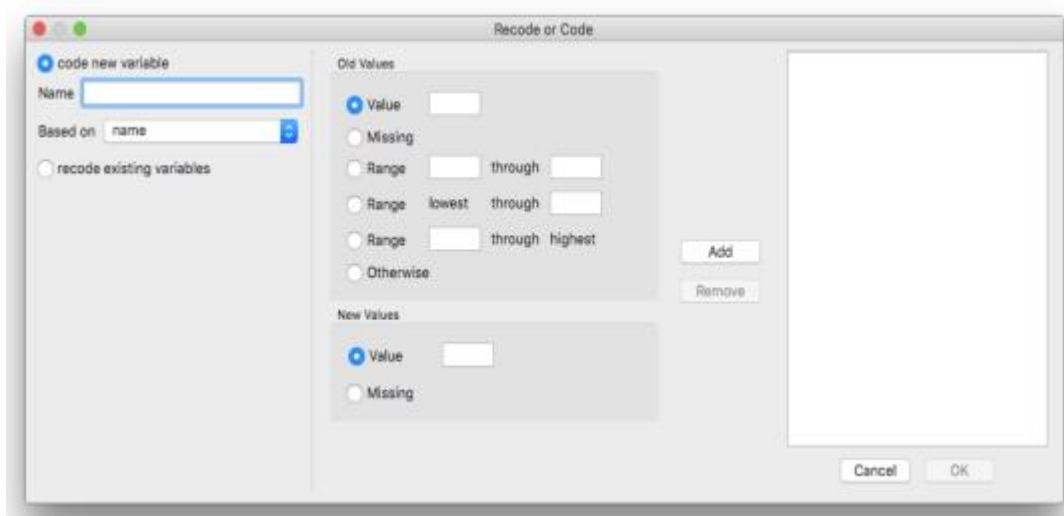 Recode or Code
code new variable
Name
Based on name
recode existing variables
Old Values
Value
Missing
Range through
Range lowest through
Range through highest
Otherwise
New Values
Value
Missing
Add
Remove
Cancel OK